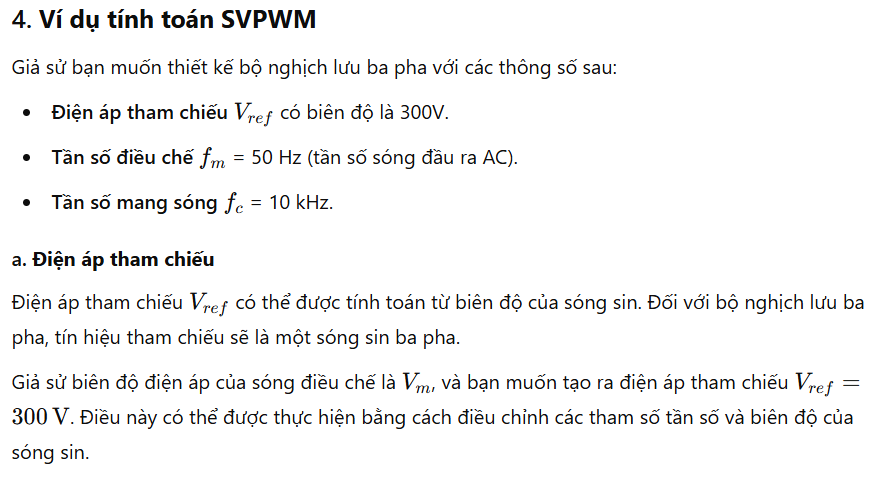 4. Ví dụ tính toán SVPWM
Giả sử bạn muốn thiết kế bộ nghịch lưu ba pha với các thông số sau:
• Điện áp tham chiếu V_{ref} có biên độ là 300V.
• Tần số điều chế f_m = 50 Hz (tần số sóng đầu ra AC).
• Tần số mang sóng f_c = 10 kHz.
a. Điện áp tham chiếu
Điện áp tham chiếu V_{ref} có thể được tính toán từ biên độ của sóng sin. Đối với bộ nghịch lưu ba
pha, tín hiệu tham chiếu sẽ là một sóng sin ba pha.
Giả sử biên độ điện áp của sóng điều chế là V_m, và bạn muốn tạo ra điện áp tham chiếu V_{ref} =
300 V. Điều này có thể được thực hiện bằng cách điều chỉnh các tham số tần số và biên độ của
sóng sin.